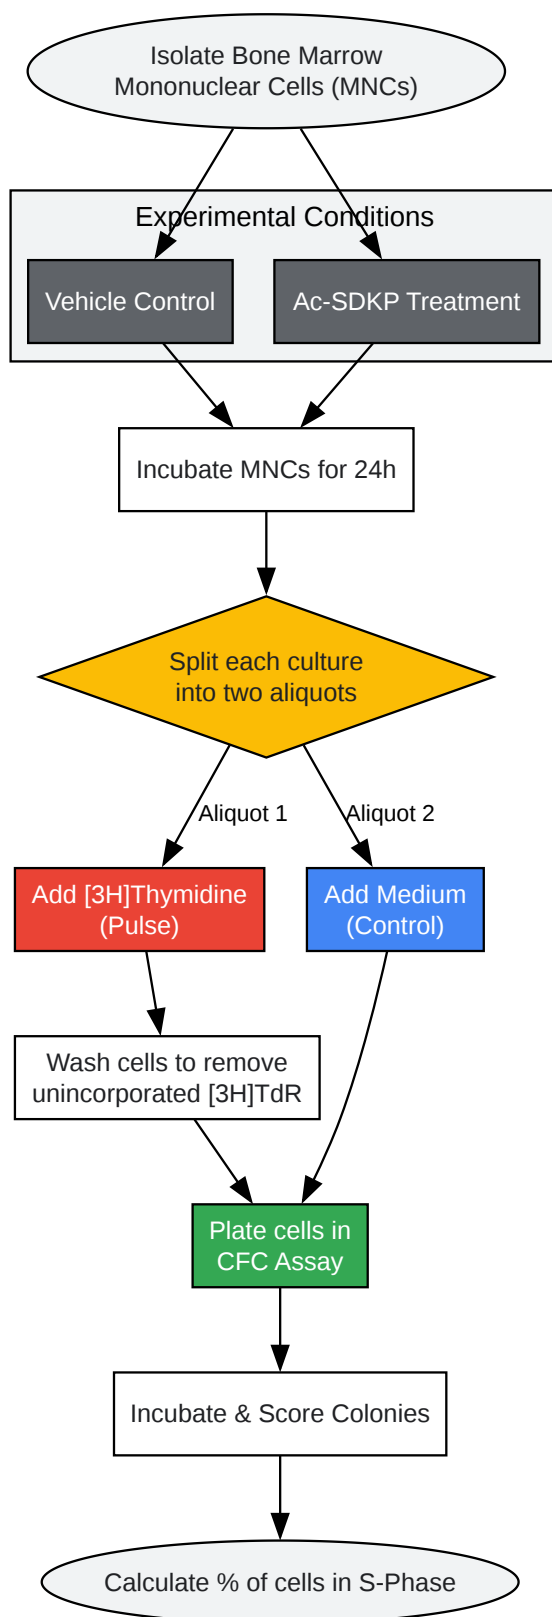 Isolate Bone Marrow
Mononuclear Cells (MNCs)
Experimental Conditions
Vehicle Control
Ac-SDKP Treatment
Incubate MNCs for 24h
Split each culture
into two aliquots
Aliquot 1
Aliquot 2
Add [3H]Thymidine
(Pulse)
Add Medium
(Control)
Wash cells to remove
unincorporated [3H]TdR
Plate cells in
CFC Assay
Incubate & Score Colonies
Calculate % of cells in S-Phase